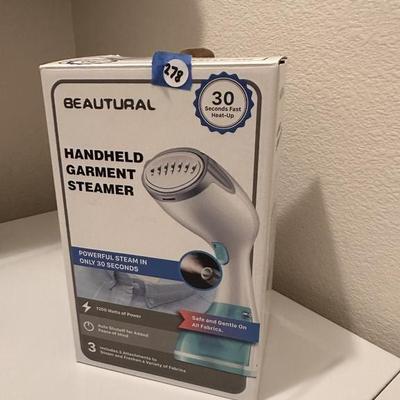 278
BEAUTURAL
30
Seconds Fast
Heat-Up
HANDHELD
GARMENT
STEAMER
POWERFUL STEAM IN
ONLY 30 SECONDS
1200 Watts of Power
Auto Shutoff for Added
Peace of Mind
Safe and Gentle On
All Fabrics.
3
Includes 3 Attachments to
Steam and Freshen a Variety of Fabrics